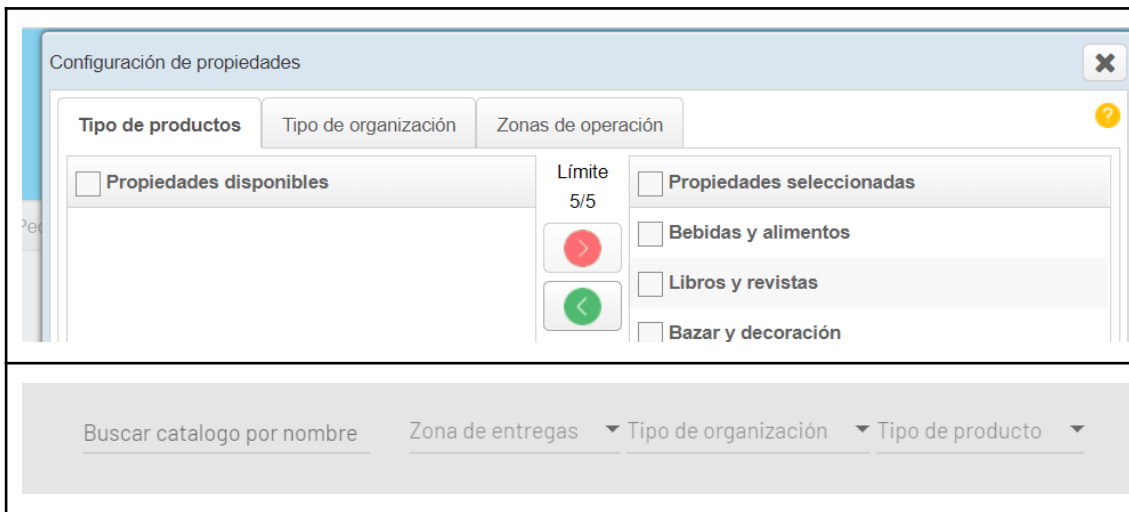 Configuración de propiedades
Tipo de productos Tipo de organización Zonas de operación
Propiedades disponibles
Límite
5/5
Propiedades seleccionadas
Bebidas y alimentos
Libros y revistas
Bazar y decoración
Buscar catalogo por nombre Zona de entregas Tipo de organización Tipo de producto